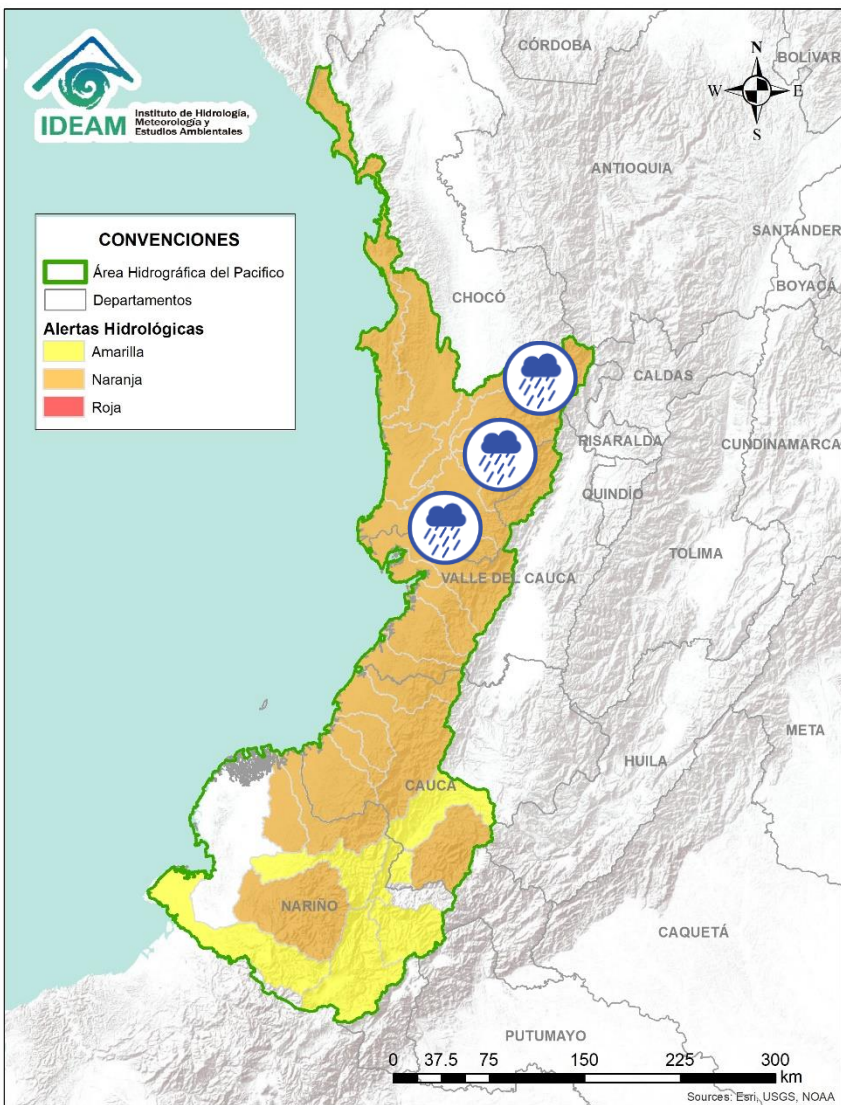 IDEAM
Instituto de Hidrología,
Meteorología y
Estudios Ambientales
N
W
E
S
CÓRDOBA
BOLÍVAR
ANTIOQUIA
SANTANDER
BOYACÁ
CONVENCIONES
Área Hidrográfica del Pacifico
Departamentos
Alertas Hidrológicas
Amarilla
Naranja
Roja
CHOCÓ
CALDAS
RISARALDA
CUNDINAMARCA
QUINDÍO
TOLIMA
VALLE DEL CAUCA
META
HUILA
CAUCA
NARIÑO
CAQUETÁ
PUTUMAYO
0 37.5 75 150 225 300
km
Sources: Esri, USGS, NOAA